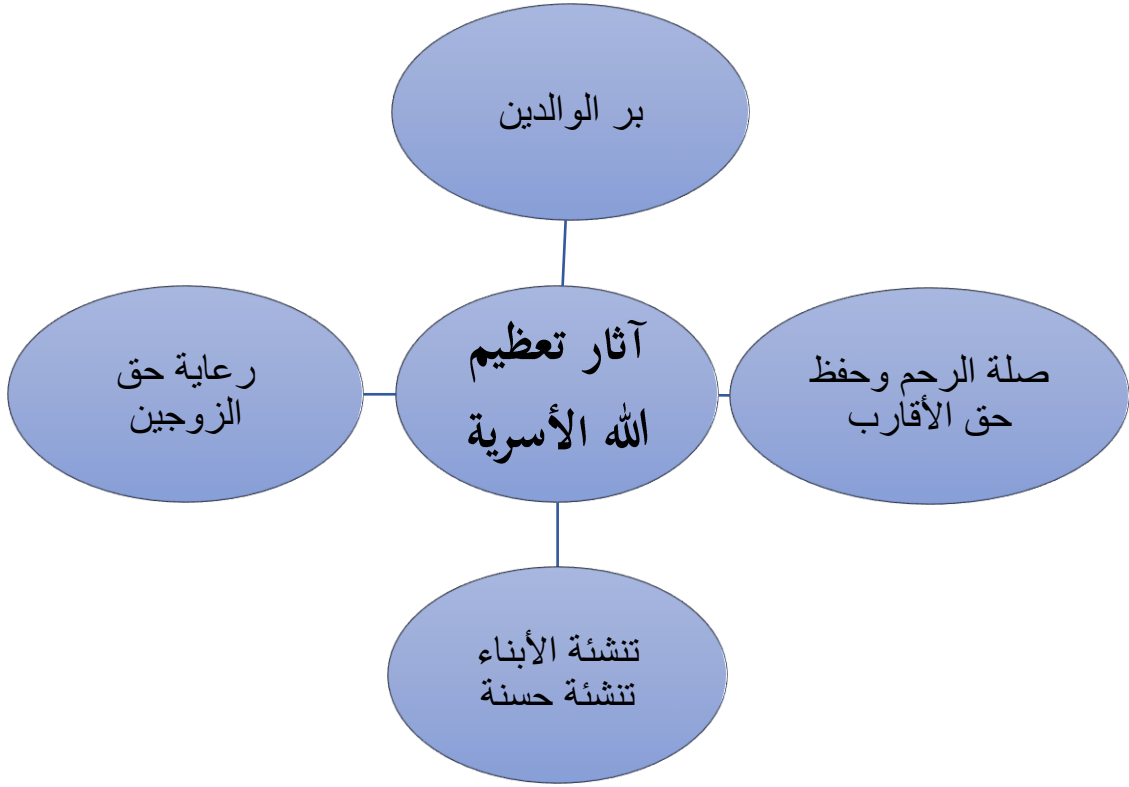 بر الوالدين
آثار تعظيم
الله الأسرية
صلة الرحم وحفظ
حق الأقارب
رعاية حق
الزوجين
تنشئة الأبناء
تنشئة حسنة